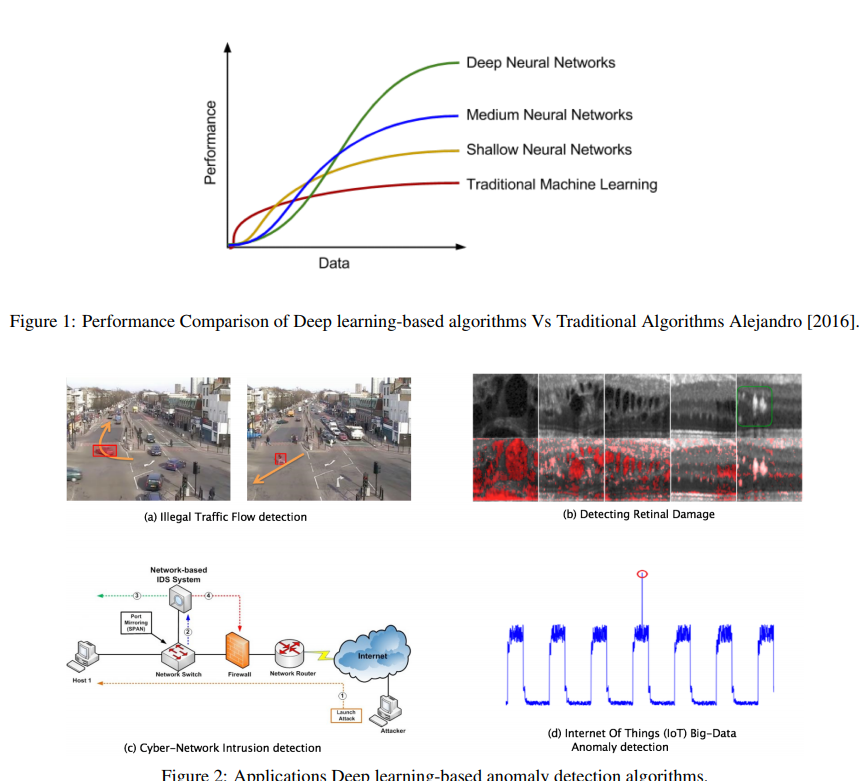 Deep Neural Networks
Medium Neural Networks
Shallow Neural Networks
Traditional Machine Learning
Performance
Data
Figure 1: Performance Comparison of Deep learning-based algorithms Vs Traditional Algorithms Alejandro [2016].
(a) Illegal Traffic Flow detection
(b) Detecting Retinal Damage
Network-based
IDS System
3
4
Port
Mirroring
(SPAN)
2
Internet
Host 1
Network Switch
Firewall
Network Router
1
Launch
Attack
Attacker
(c) Cyber-Network Intrusion detection
(d) Internet Of Things (IoT) Big-Data
Anomaly detection
Figure 2: Applications Deep learning-based anomaly detection algorithms.